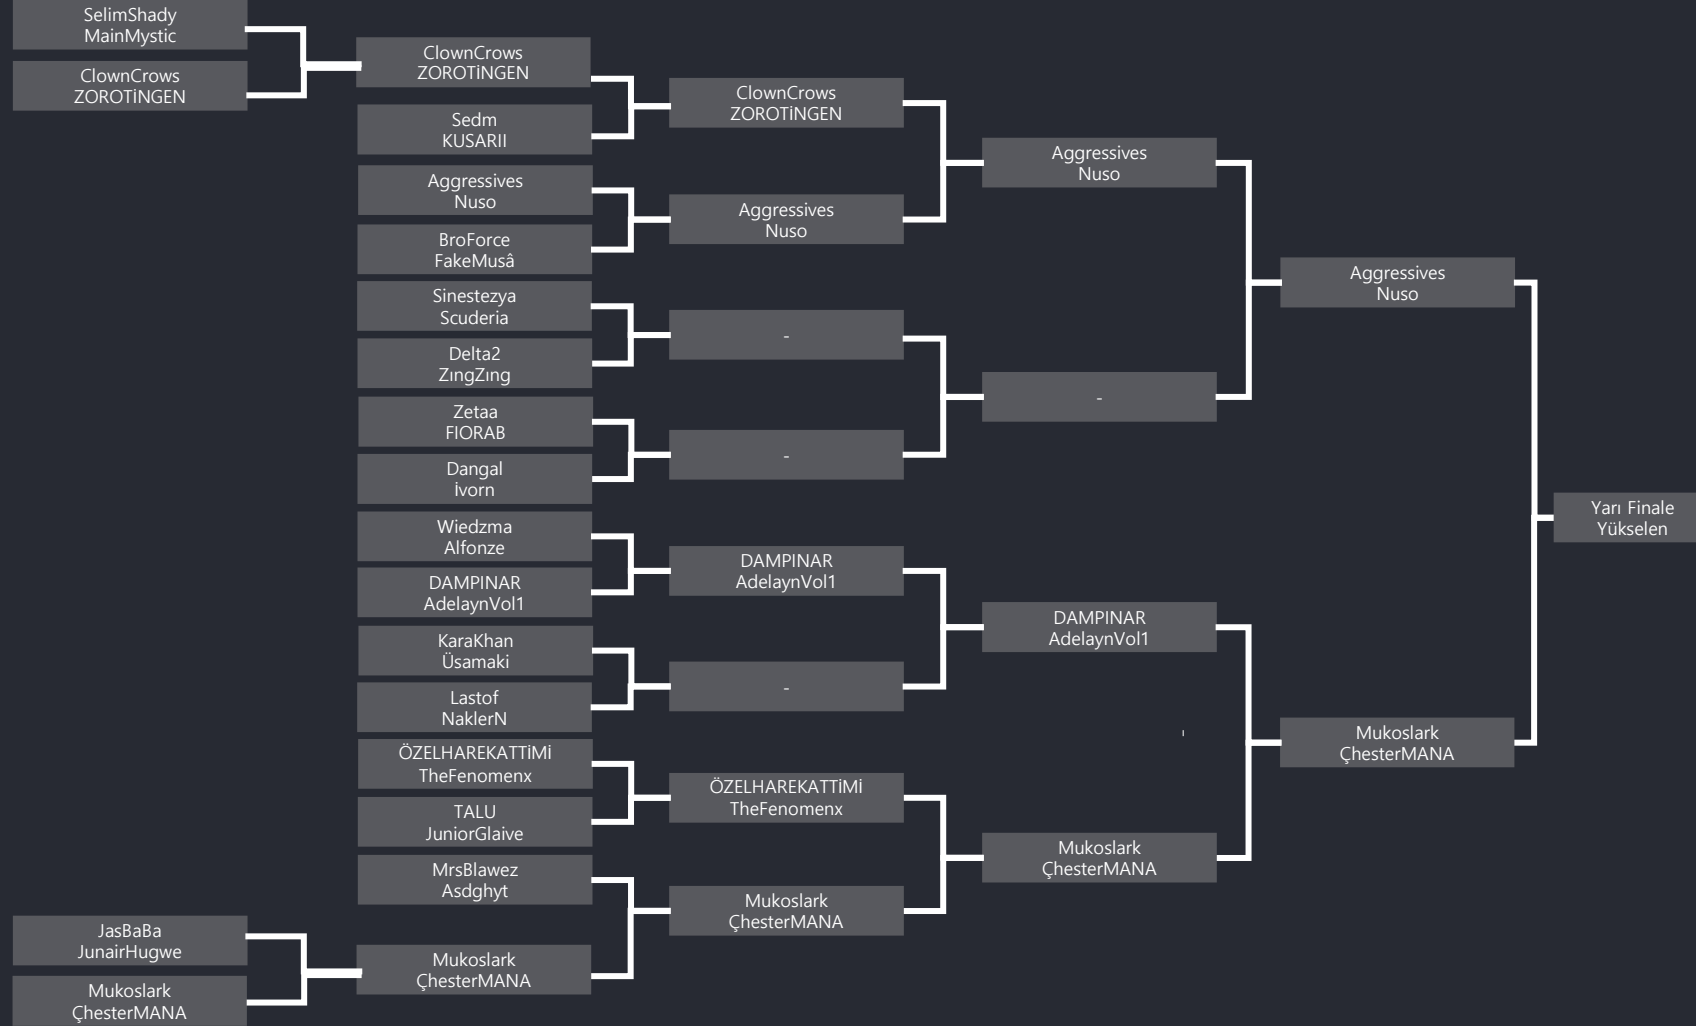 SelimShady
MainMystic
ClownCrows
ZOROTİNGEN
JasBaBa
JunairHugwe
Mukoslark
ÇhesterMANA
ClownCrows
ZOROTİNGEN
Sedm
KUSARII
Aggressives
Nuso
BroForce
FakeMusâ
Sinestezya
Scuderia
Delta2
ZıngZıng
Zetaa
FIORAB
Dangal
İvorn
Wiedzma
Alfonze
DAMPINAR
AdelaynVol1
KaraKhan
Üsamaki
Lastof
NaklerN
ÖZELHAREKATTİMİ
TheFenomenx
TALU
JuniorGlaive
MrsBlawez
Asdghyt
Mukoslark
ÇhesterMANA
ClownCrows
ZOROTİNGEN
Aggressives
Nuso
-
-
DAMPINAR
AdelaynVol1
-
ÖZELHAREKATTİMİ
TheFenomenx
Mukoslark
ÇhesterMANA
Aggressives
Nuso
-
DAMPINAR
AdelaynVol1
Mukoslark
ÇhesterMANA
Aggressives
Nuso
Mukoslark
ÇhesterMANA
Yarı Finale
Yükselen